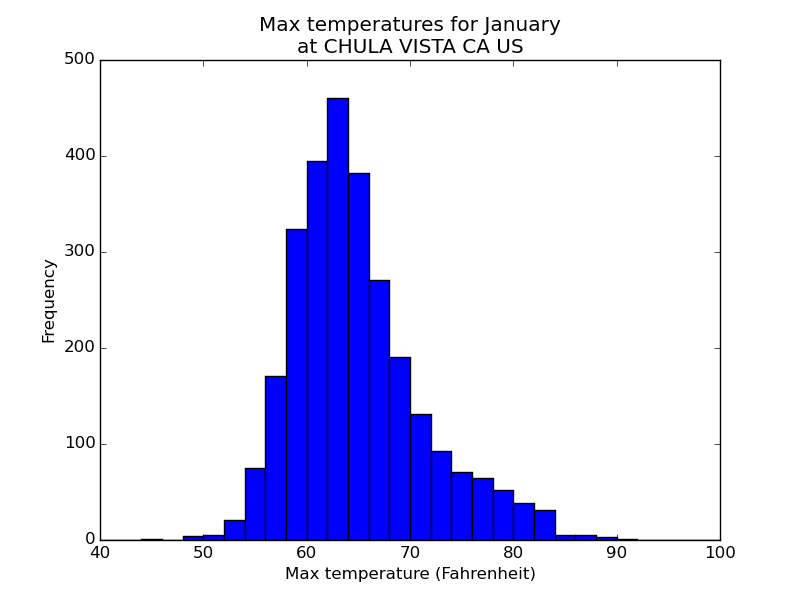 Max temperatures for January
at CHULA VISTA CA US
500
400
300
200
100
0
Frequency
40 50 60 70 80 90 100
Max temperature (Fahrenheit)